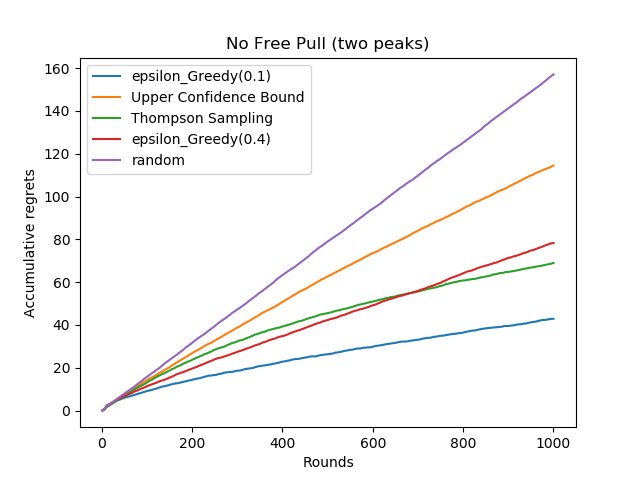 No Free Pull (two peaks)
epsilon_Greedy(0.1)
Upper Confidence Bound
Thompson Sampling
epsilon_Greedy(0.4)
random
Accumulative regrets
160
140
120
100
80
60
40
20
0
0 200 400 600 800 1000
Rounds